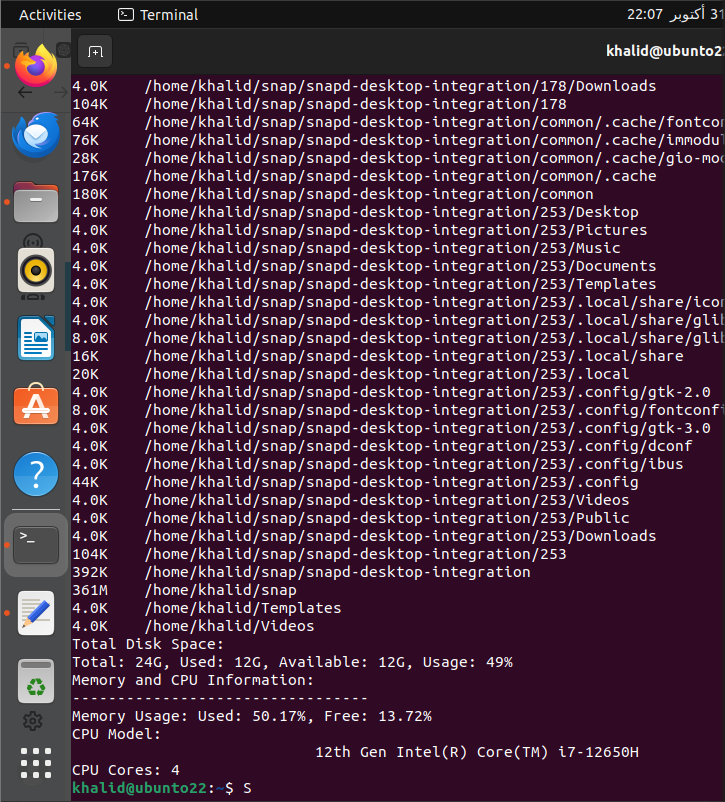 Activities Terminal 22:07 أكتوبر 31
khalid@ubunto2
4.0K /home/khalid/snap/snapd-desktop-integration/178/Downloads
104K /home/khalid/snap/snapd-desktop-integration/178
64K /home/khalid/snap/snapd-desktop-integration/common/.cache/fontcon
76K /home/khalid/snap/snapd-desktop-integration/common/.cache/immodul
28K /home/khalid/snap/snapd-desktop-integration/common/.cache/gio-mod
176K /home/khalid/snap/snapd-desktop-integration/common/.cache
180K /home/khalid/snap/snapd-desktop-integration/common
4.0K /home/khalid/snap/snapd-desktop-integration/253/Desktop
4.0K /home/khalid/snap/snapd-desktop-integration/253/Pictures
4.0K /home/khalid/snap/snapd-desktop-integration/253/Music
4.0K /home/khalid/snap/snapd-desktop-integration/253/Documents
4.0K /home/khalid/snap/snapd-desktop-integration/253/Templates
4.0K /home/khalid/snap/snapd-desktop-integration/253/.local/share/icon
4.0K /home/khalid/snap/snapd-desktop-integration/253/.local/share/glib
8.0K /home/khalid/snap/snapd-desktop-integration/253/.local/share/glib
16K /home/khalid/snap/snapd-desktop-integration/253/.local/share
20K /home/khalid/snap/snapd-desktop-integration/253/.local
4.0K /home/khalid/snap/snapd-desktop-integration/253/.config/gtk-2.0
8.0K /home/khalid/snap/snapd-desktop-integration/253/.config/fontconfi
4.0K /home/khalid/snap/snapd-desktop-integration/253/.config/gtk-3.0
4.0K /home/khalid/snap/snapd-desktop-integration/253/.config/dconf
4.0K /home/khalid/snap/snapd-desktop-integration/253/.config/ibus
44K /home/khalid/snap/snapd-desktop-integration/253/.config
4.0K /home/khalid/snap/snapd-desktop-integration/253/Videos
4.0K /home/khalid/snap/snapd-desktop-integration/253/Public
4.0K /home/khalid/snap/snapd-desktop-integration/253/Downloads
104K /home/khalid/snap/snapd-desktop-integration/253
392K /home/khalid/snap/snapd-desktop-integration
361M /home/khalid/snap
4.0K /home/khalid/Templates
4.0K /home/khalid/Videos
Total Disk Space:
Total: 24G, Used: 12G, Available: 12G, Usage: 49%
Memory and CPU Information:
---------------------------------
Memory Usage: Used: 50.17%, Free: 13.72%
CPU Model:
12th Gen Intel(R) Core(TM) i7-12650H
CPU Cores: 4
khalid@ubunto22:~$ S